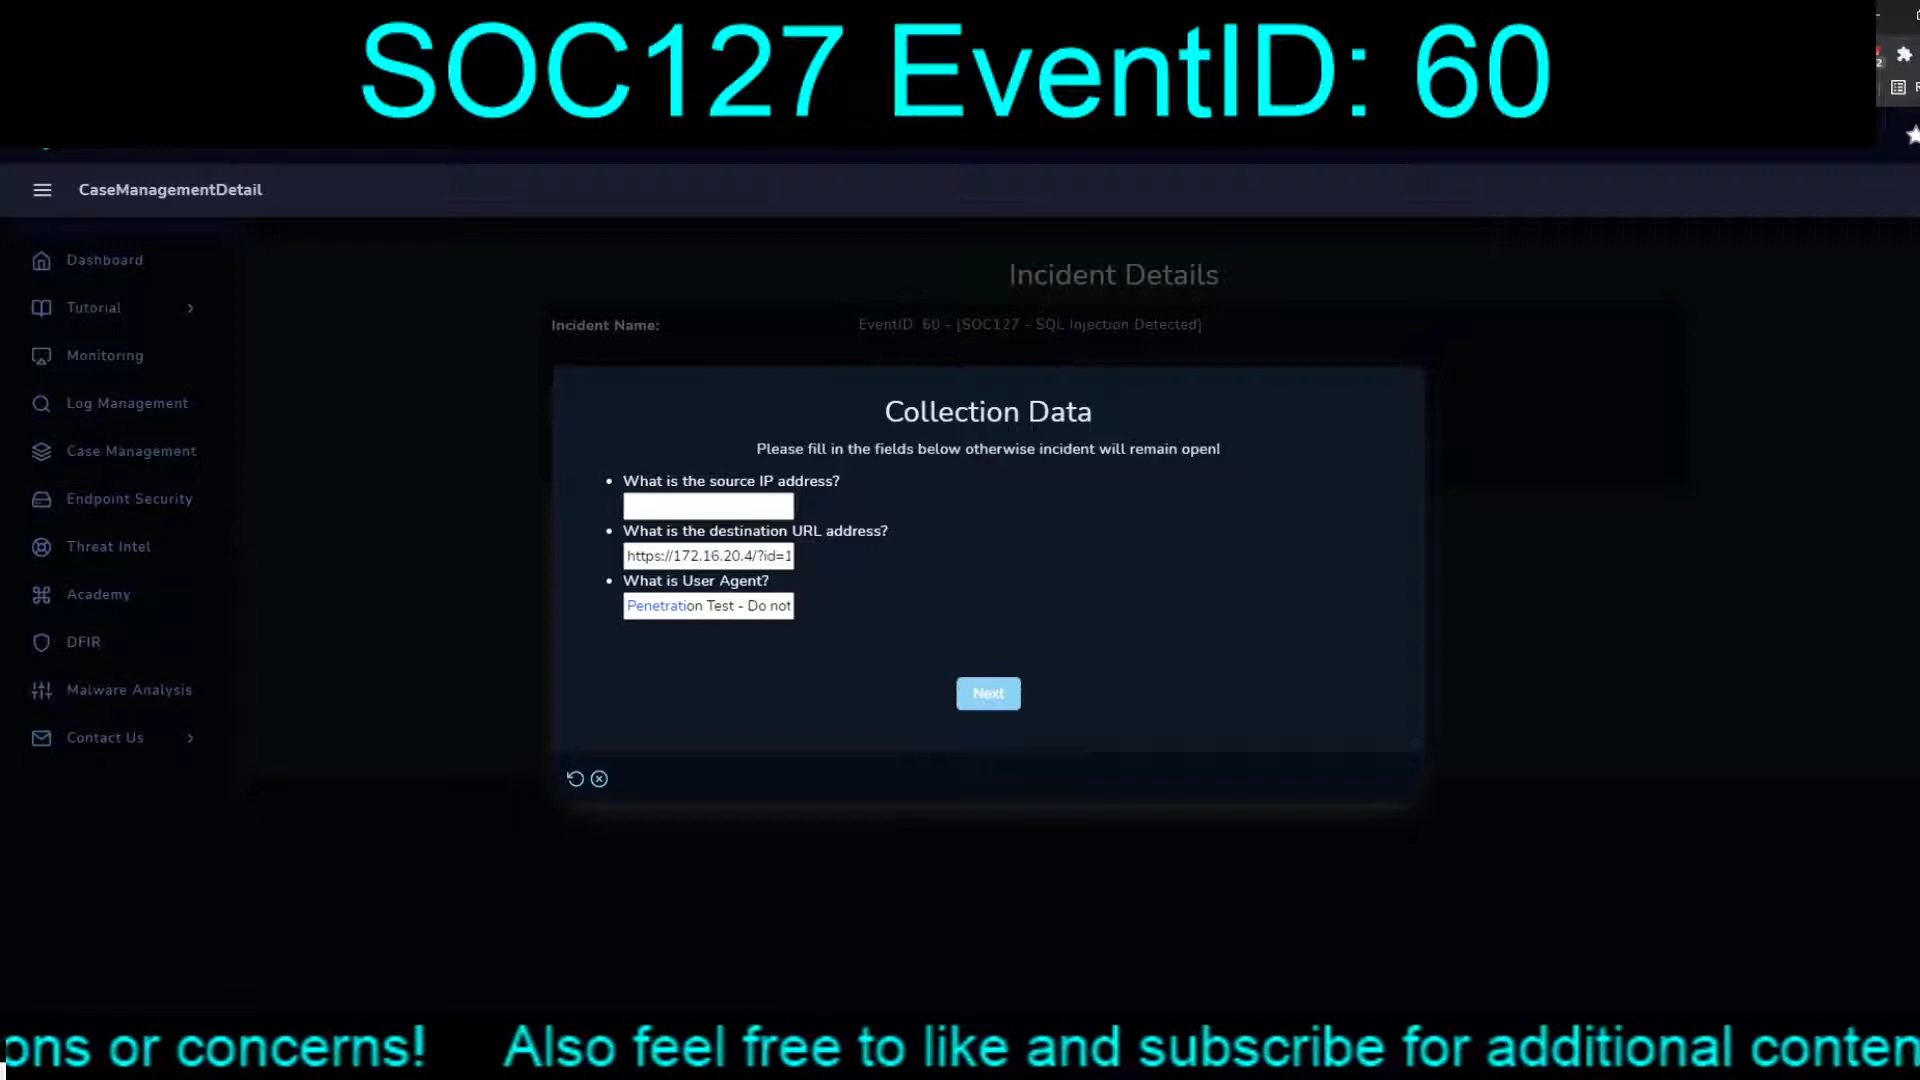 SOC127 EventID: 60
CaseManagementDetail
Dashboard
Tutorial
Monitoring
Log Management
Case Management
Endpoint Security
Threat Intel
Academy
DFIR
Malware Analysis
Contact Us
Incident Details
Incident Name:
EventID: 60 - [SOC127 - SQL Injection Detected]
Collection Data
Please fill in the fields below otherwise incident will remain open!
What is the source IP address?
What is the destination URL address?
https://172.16.20.4/?id=1
What is User Agent?
Penetration Test - Do not
Next
ons or concerns! Also feel free to like and subscribe for additional conten